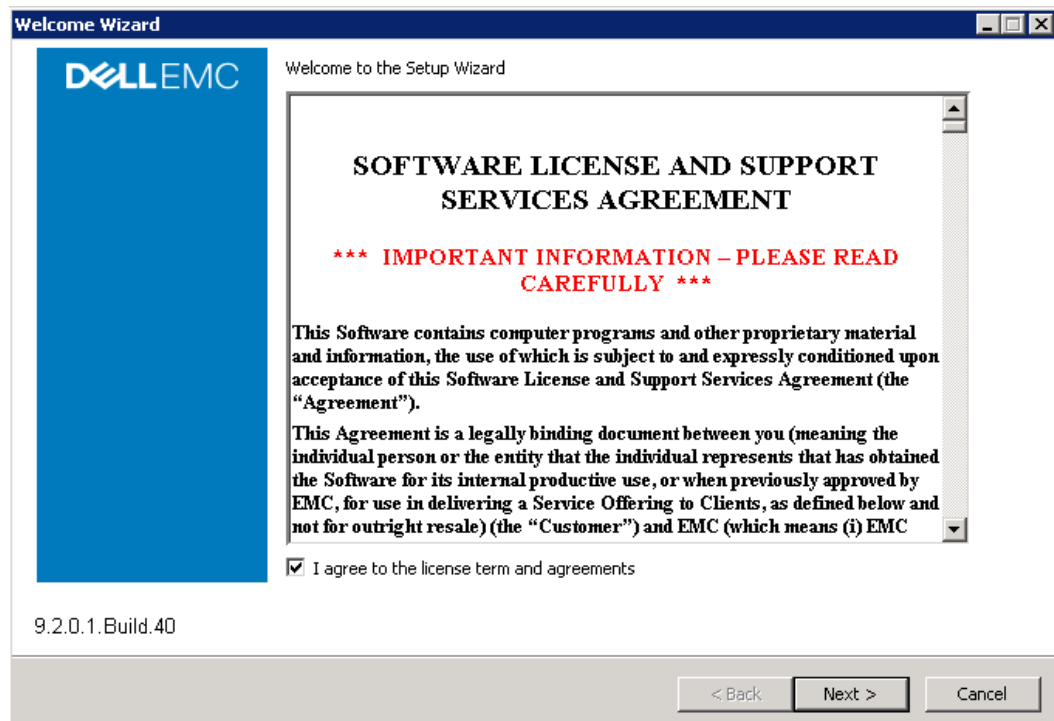 Welcome Wizard
DELLEMC
Welcome to the Setup Wizard
SOFTWARE LICENSE AND SUPPORT
SERVICES AGREEMENT
*** IMPORTANT INFORMATION – PLEASE READ
CAREFULLY ***
This Software contains computer programs and other proprietary material
and information, the use of which is subject to and expressly conditioned upon
acceptance of this Software License and Support Services Agreement (the
“Agreement”).
This Agreement is a legally binding document between you (meaning the
individual person or the entity that the individual represents that has obtained
the Software for its internal productive use, or when previously approved by
EMC, for use in delivering a Service Offering to Clients, as defined below and
not for outright resale) (the “Customer”) and EMC (which means (i) EMC
I agree to the license term and agreements
9.2.0.1.Build.40
< Back Next > Cancel